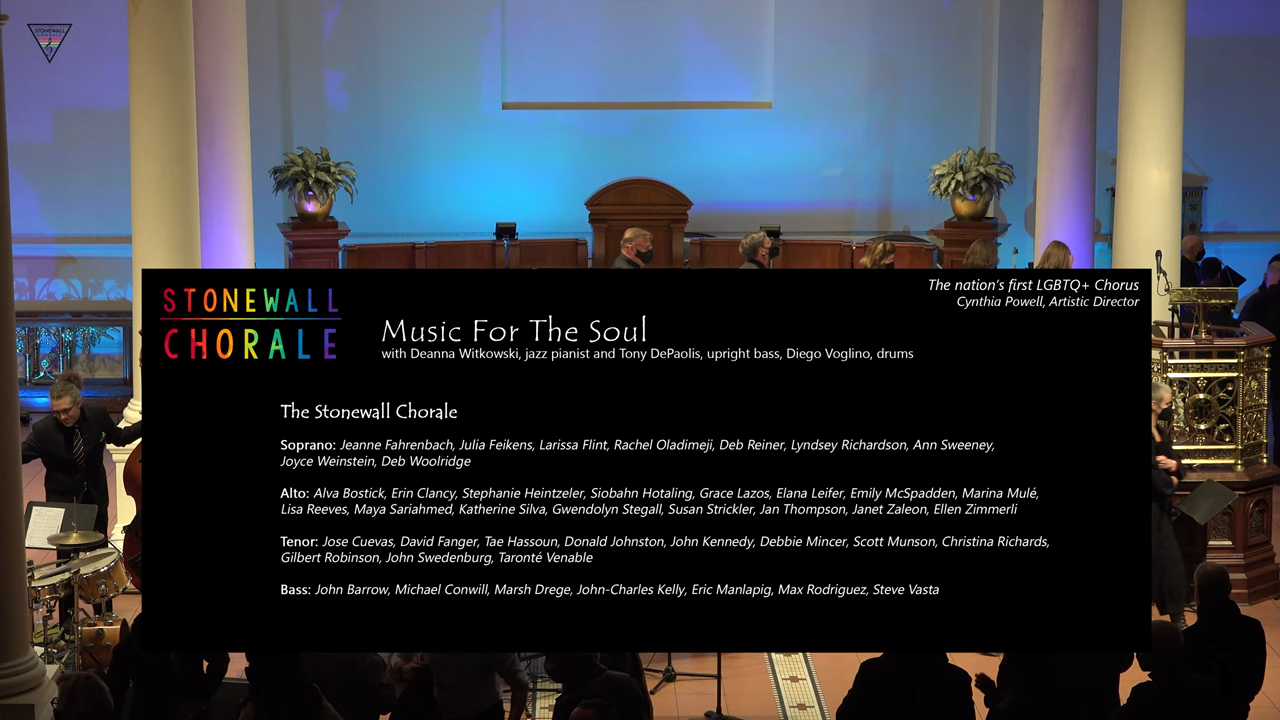 STONEWALL
CHORALE
STONEWALL
CHORALE
The nation's first LGBTQ+ Chorus
Cynthia Powell, Artistic Director
Music For The Soul
with Deanna Witkowski, jazz pianist and Tony DePaolis, upright bass, Diego Voglino, drums
The Stonewall Chorale
Soprano: Jeanne Fahrenbach, Julia Feikens, Larissa Flint, Rachel Oladimeji, Deb Reiner, Lyndsey Richardson, Ann Sweeney,
Joyce Weinstein, Deb Woolridge
Alto: Alva Bostick, Erin Clancy, Stephanie Heintzeler, Siobahn Hotaling, Grace Lazos, Elana Leifer, Emily McSpadden, Marina Mulé,
Lisa Reeves, Maya Sariahmed, Katherine Silva, Gwendolyn Stegall, Susan Strickler, Jan Thompson, Janet Zaleon, Ellen Zimmerli
Tenor: Jose Cuevas, David Fanger, Tae Hassoun, Donald Johnston, John Kennedy, Debbie Mincer, Scott Munson, Christina Richards,
Gilbert Robinson, John Swedenburg, Taronté Venable
Bass: John Barrow, Michael Conwill, Marsh Drege, John-Charles Kelly, Eric Manlapig, Max Rodriguez, Steve Vasta